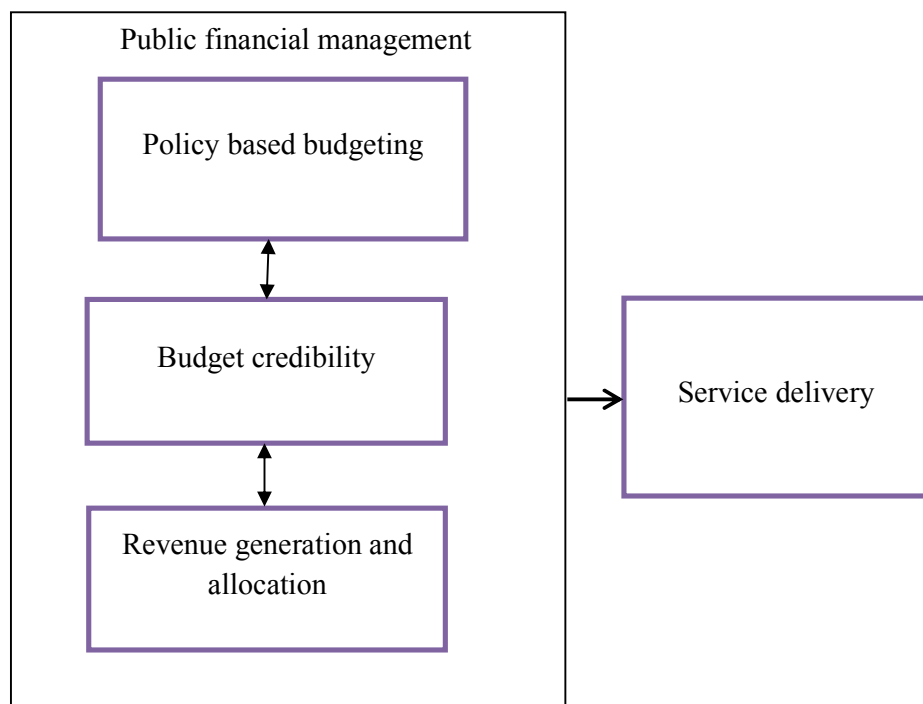 Public financial management
Policy based budgeting
Budget credibility
Service delivery
Revenue generation and
allocation